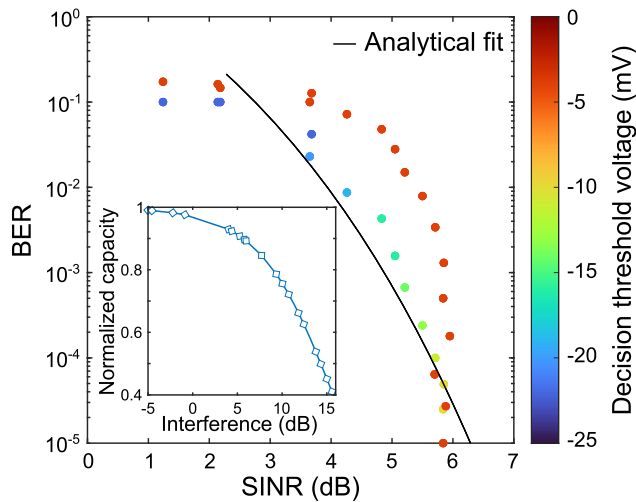 10^0
10^-1
10^-2
10^-3
10^-4
10^-5
BER
0 1 2 3 4 5 6 7
SINR (dB)
— Analytical fit
1
0.8
0.6
0.4
Normalized capacity
-5 0 5 10 15
Interference (dB)
0
-5
-10
-15
-20
-25
Decision threshold voltage (mV)